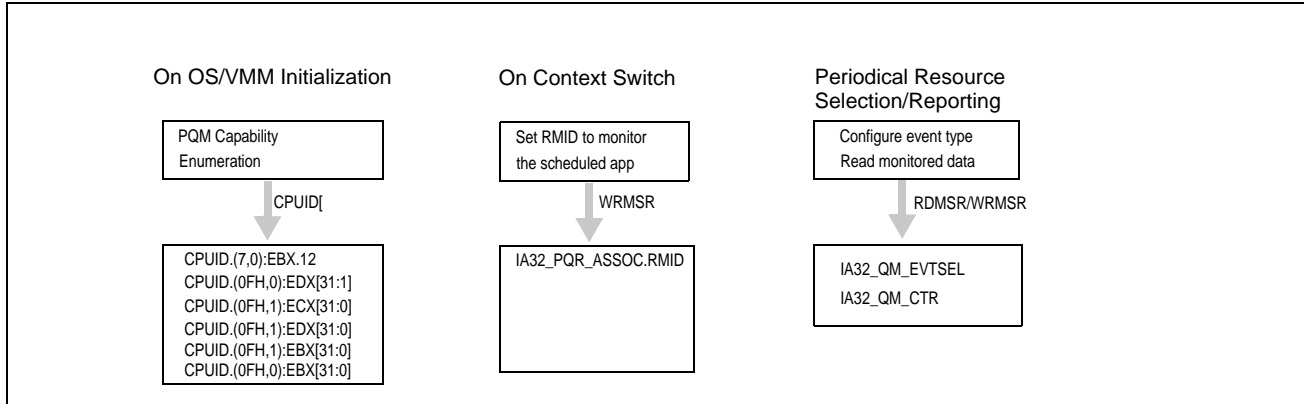 On OS/VMM Initialization
PQM Capability
Enumeration
CPUID[
CPUID.(7,0):EBX.12
CPUID.(0FH,0):EDX[31:1]
CPUID.(0FH,1):ECX[31:0]
CPUID.(0FH,1):EDX[31:0]
CPUID.(0FH,1):EBX[31:0]
CPUID.(0FH,0):EBX[31:0]
On Context Switch
Set RMID to monitor
the scheduled app
WRMSR
IA32_PQR_ASSOC.RMID
Periodical Resource
Selection/Reporting
Configure event type
Read monitored data
RDMSR/WRMSR
IA32_QM_EVTSEL
IA32_QM_CTR